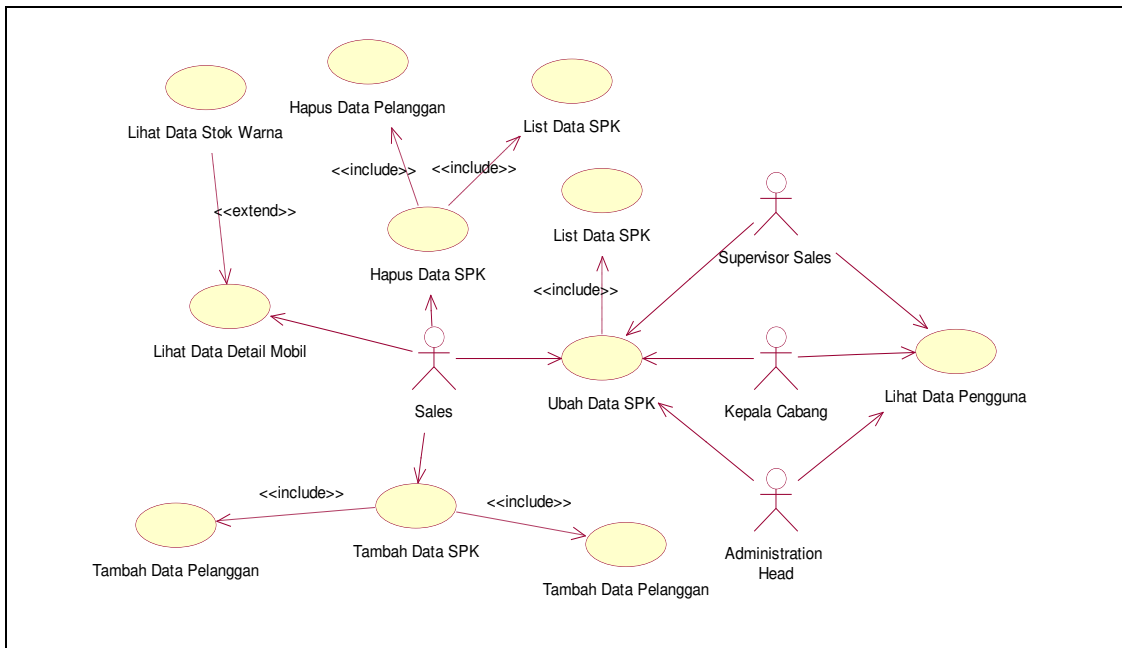 Hapus Data Pelanggan
List Data SPK
Lihat Data Stok Warna
<<include>>
<<include>>
<<extend>>
List Data SPK
Supervisor Sales
Hapus Data SPK
<<include>>
Lihat Data Detail Mobil
Sales
Ubah Data SPK
Kepala Cabang
Lihat Data Pengguna
<<include>>
<<include>>
Tambah Data SPK
Tambah Data Pelanggan
Tambah Data Pelanggan
Administration
Head